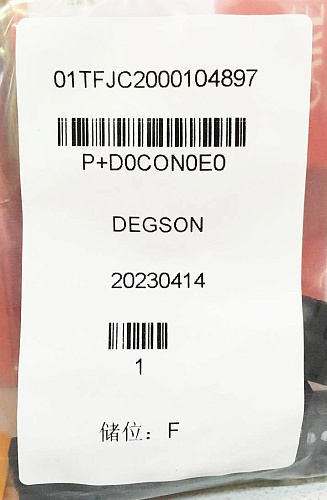 01TFJC2000104897
P+D0CON0E0
DEGSON
20230414
1
储位：F